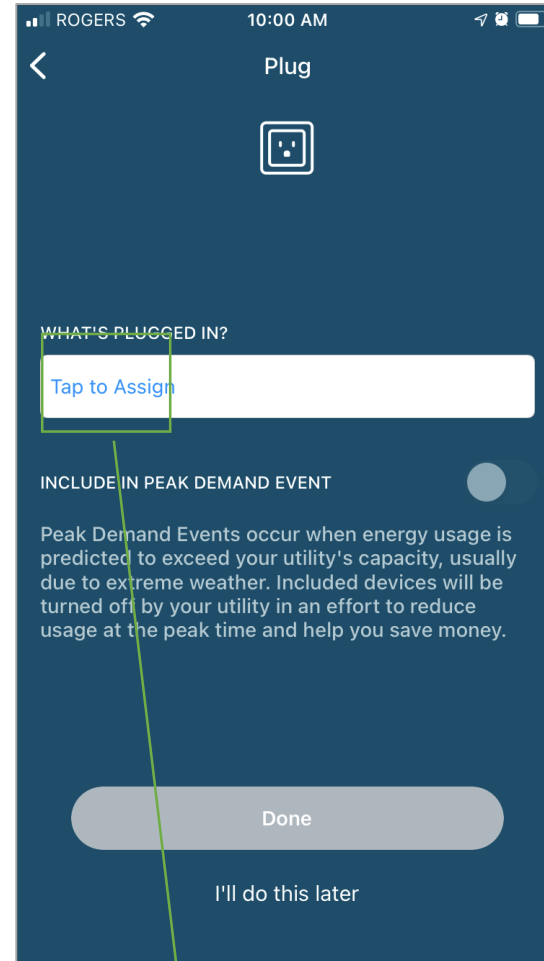 ROGERS 10:00 AM
Plug
WHAT'S PLUGGED IN?
Tap to Assign
INCLUDE IN PEAK DEMAND EVENT
Peak Demand Events occur when energy usage is
predicted to exceed your utility's capacity, usually
due to extreme weather. Included devices will be
turned off by your utility in an effort to reduce
usage at the peak time and help you save money.
Done
I'll do this later